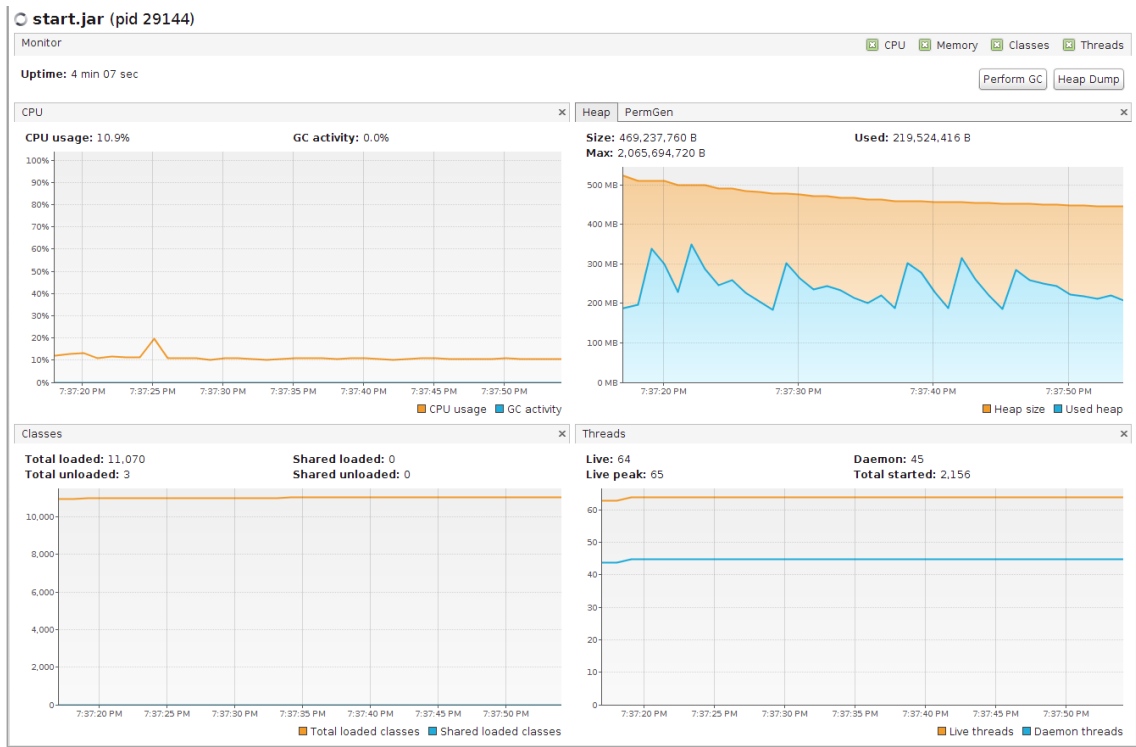 start.jar (pid 29144)
Monitor
CPU Memory Classes Threads
Uptime: 4 min 07 sec
Perform GC Heap Dump
CPU
CPU usage: 10.9% GC activity: 0.0%
100%
90%
80%
70%
60%
50%
40%
30%
20%
10%
0%
7:37:20 PM 7:37:25 PM 7:37:30 PM 7:37:35 PM 7:37:40 PM 7:37:45 PM 7:37:50 PM
CPU usage GC activity
Heap PermGen
Size: 469,237,760 B Used: 219,524,416 B
Max: 2,065,694,720 B
500 MB
400 MB
300 MB
200 MB
100 MB
0 MB
7:37:20 PM 7:37:30 PM 7:37:40 PM 7:37:50 PM
Heap size Used heap
Classes
Total loaded: 11,070 Shared loaded: 0
Total unloaded: 3 Shared unloaded: 0
10,000
8,000
6,000
4,000
2,000
0
7:37:20 PM 7:37:25 PM 7:37:30 PM 7:37:35 PM 7:37:40 PM 7:37:45 PM 7:37:50 PM
Total loaded classes Shared loaded classes
Threads
Live: 64 Daemon: 45
Live peak: 65 Total started: 2,156
60
50
40
30
20
10
0
7:37:20 PM 7:37:25 PM 7:37:30 PM 7:37:35 PM 7:37:40 PM 7:37:45 PM 7:37:50 PM
Live threads Daemon threads